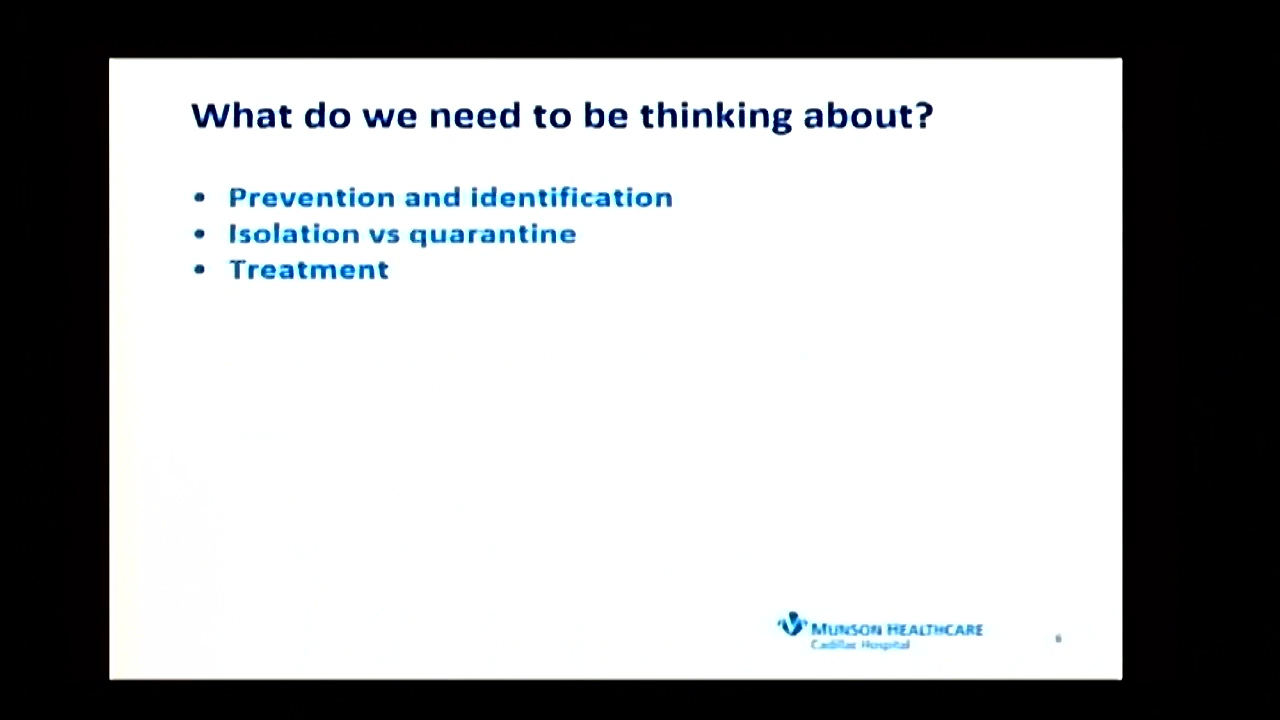 What do we need to be thinking about?
• Prevention and identification
• Isolation vs quarantine
• Treatment
MUNSON HEALTHCARE
Cadillac Hospital
6